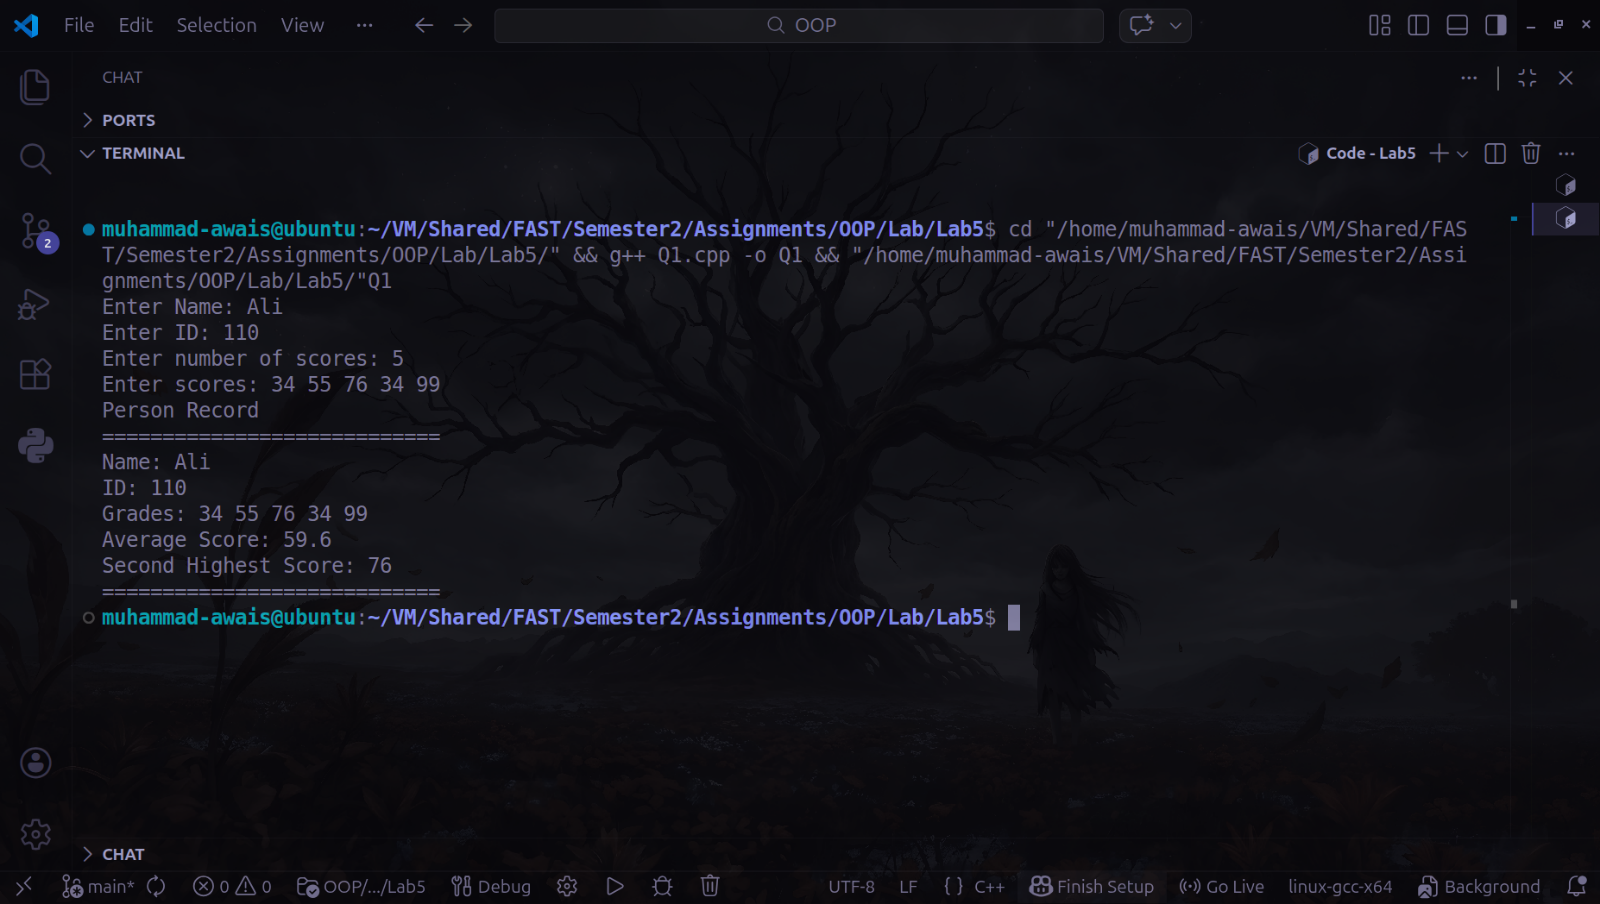 File Edit Selection View ··· OOP
CHAT
PORTS
TERMINAL
Code - Lab5
muhammad-awais@ubuntu:~/VM/Shared/FAST/Semester2/Assignments/OOP/Lab/Lab5$ cd "/home/muhammad-awais/VM/Shared/FAS
T/Semester2/Assignments/OOP/Lab/Lab5/" && g++ Q1.cpp -o Q1 && "/home/muhammad-awais/VM/Shared/FAST/Semester2/Assi
gnments/OOP/Lab/Lab5/"Q1
Enter Name: Ali
Enter ID: 110
Enter number of scores: 5
Enter scores: 34 55 76 34 99
Person Record
============================
Name: Ali
ID: 110
Grades: 34 55 76 34 99
Average Score: 59.6
Second Highest Score: 76
============================
muhammad-awais@ubuntu:~/VM/Shared/FAST/Semester2/Assignments/OOP/Lab/Lab5$
2
CHAT
main* 0 0 OOP/.../Lab5 Debug UTF-8 LF {} C++ Finish Setup Go Live linux-gcc-x64 Background